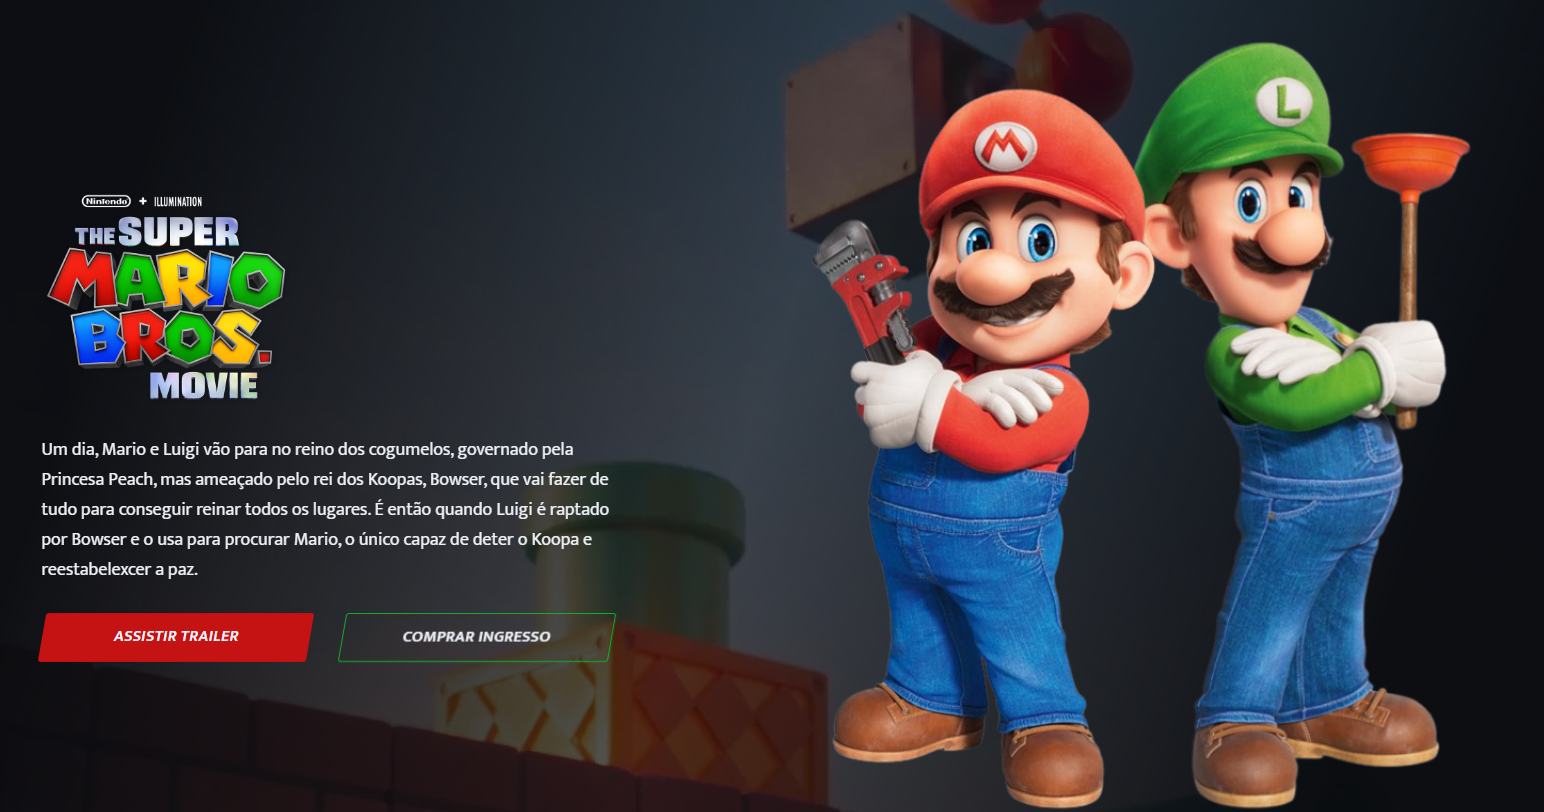 Nintendo + ILLUMINATION
THE SUPER
MARIO
BROS.
MOVIE
M
L
Um dia, Mario e Luigi vão para no reino dos cogumelos, governado pela
Princesa Peach, mas ameaçado pelo rei dos Koopas, Bowser, que vai fazer de
tudo para conseguir reinar todos os lugares. É então quando Luigi é raptado
por Bowser e o usa para procurar Mario, o único capaz de deter o Koopa e
reestabelexcer a paz.
ASSISTIR TRAILER
COMPRAR INGRESSO